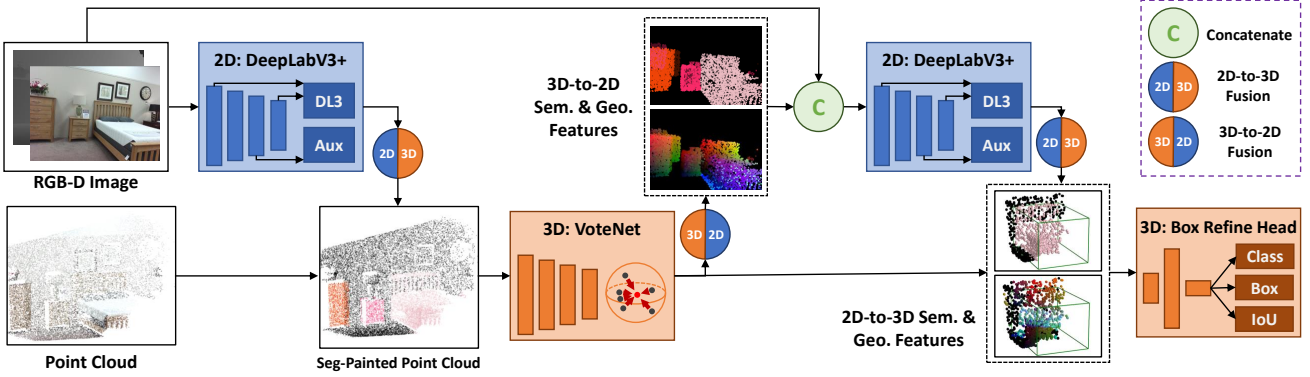 RGB-D Image
2D: DeepLabV3+
DL3
Aux
2D 3D
Point Cloud
Seg-Painted Point Cloud
3D: VoteNet
3D 2D
3D-to-2D
Sem. & Geo.
Features
C
2D: DeepLabV3+
DL3
Aux
2D 3D
2D-to-3D Sem. &
Geo. Features
3D: Box Refine Head
Class
Box
IoU
C
Concatenate
2D 3D
2D-to-3D
Fusion
3D 2D
3D-to-2D
Fusion